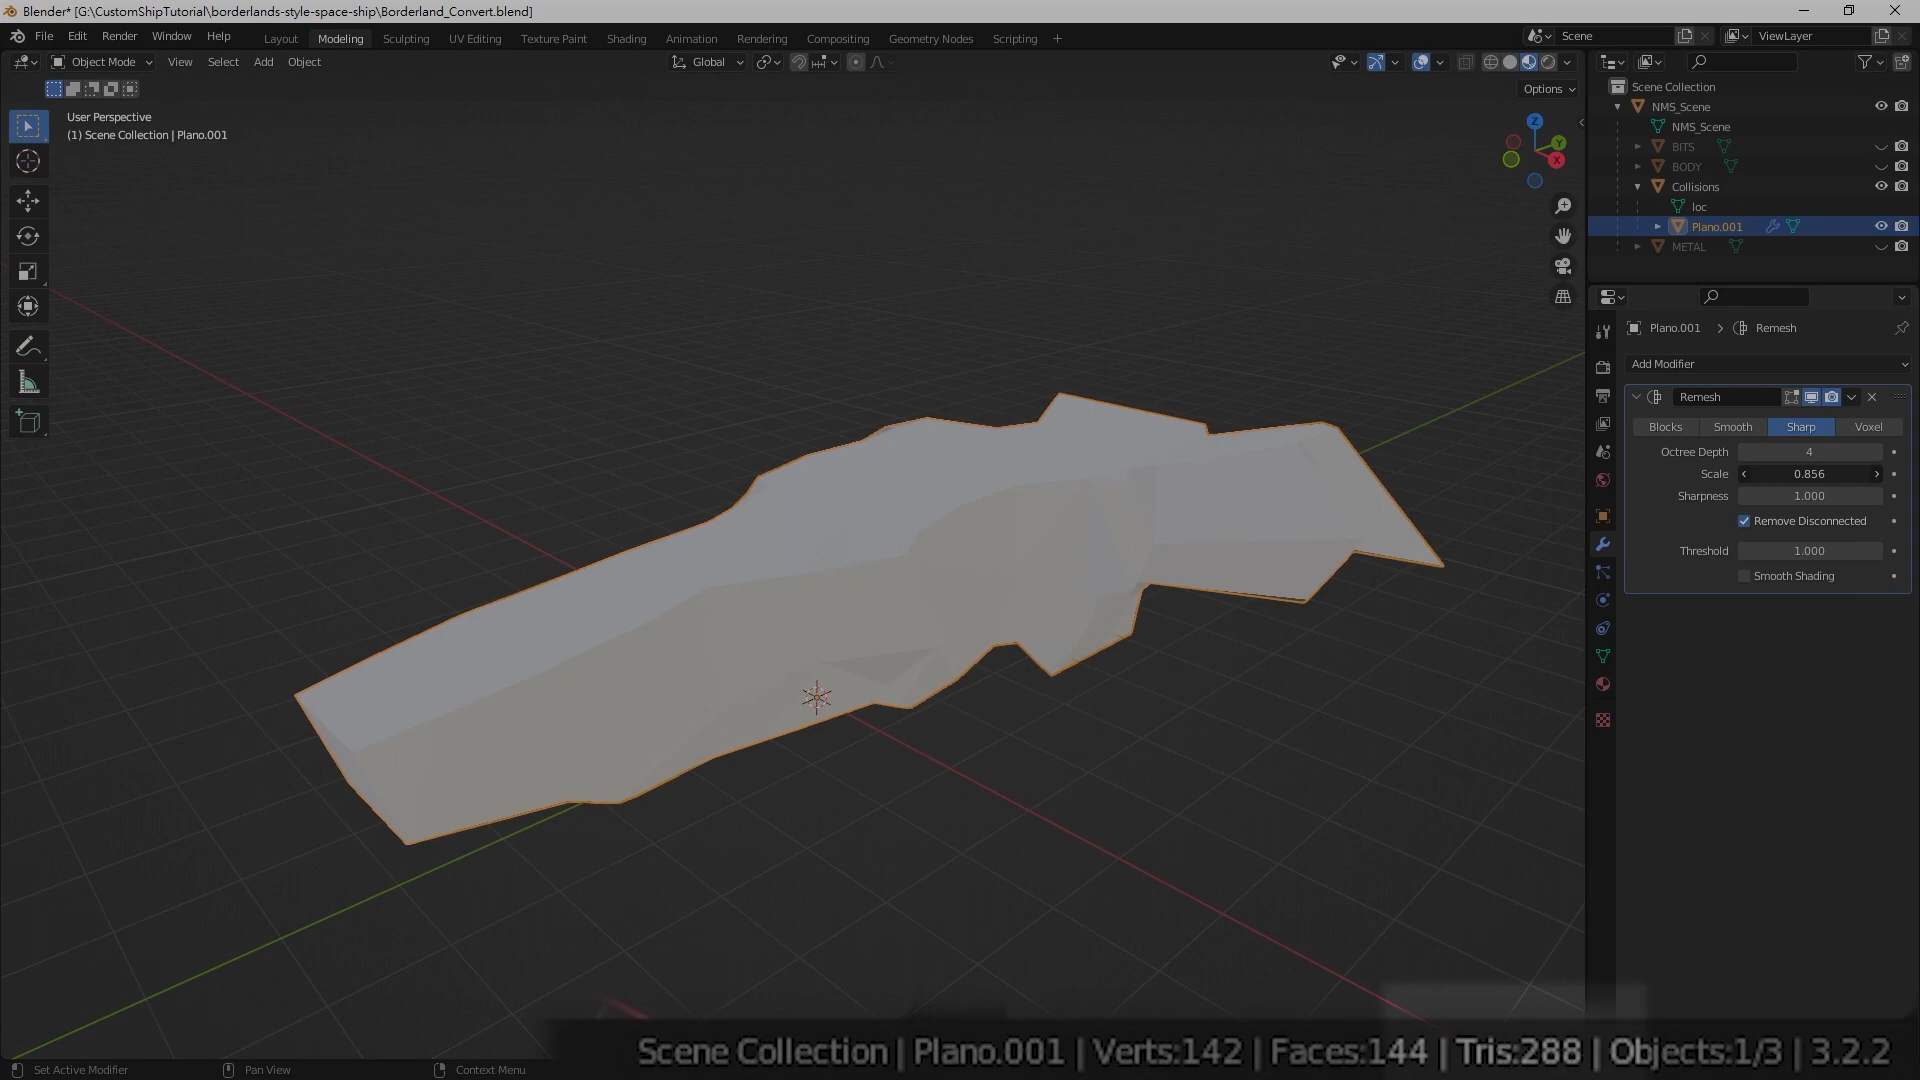 Blender* [G:\CustomShipTutorial\borderlands-style-space-ship\Borderland_Convert.blend]
File Edit Render Window Help Layout Modeling Sculpting UV Editing Texture Paint Shading Animation Rendering Compositing Geometry Nodes Scripting + Scene ViewLayer
Object Mode View Select Add Object Global
Options
User Perspective
(1) Scene Collection | Plano.001
Z
Y
X
Scene Collection
NMS_Scene
NMS_Scene
BITS
BODY
Collisions
loc
Plano.001
METAL
Plano.001 > Remesh
Add Modifier
Remesh
Blocks Smooth Sharp Voxel
Octree Depth 4
Scale 0.856
Sharpness 1.000
Remove Disconnected
Threshold 1.000
Smooth Shading
Scene Collection | Plano.001 | Verts:142 | Faces:144 | Tris:288 | Objects:1/3 | 3.2.2
Set Active Modifier Pan View Context Menu